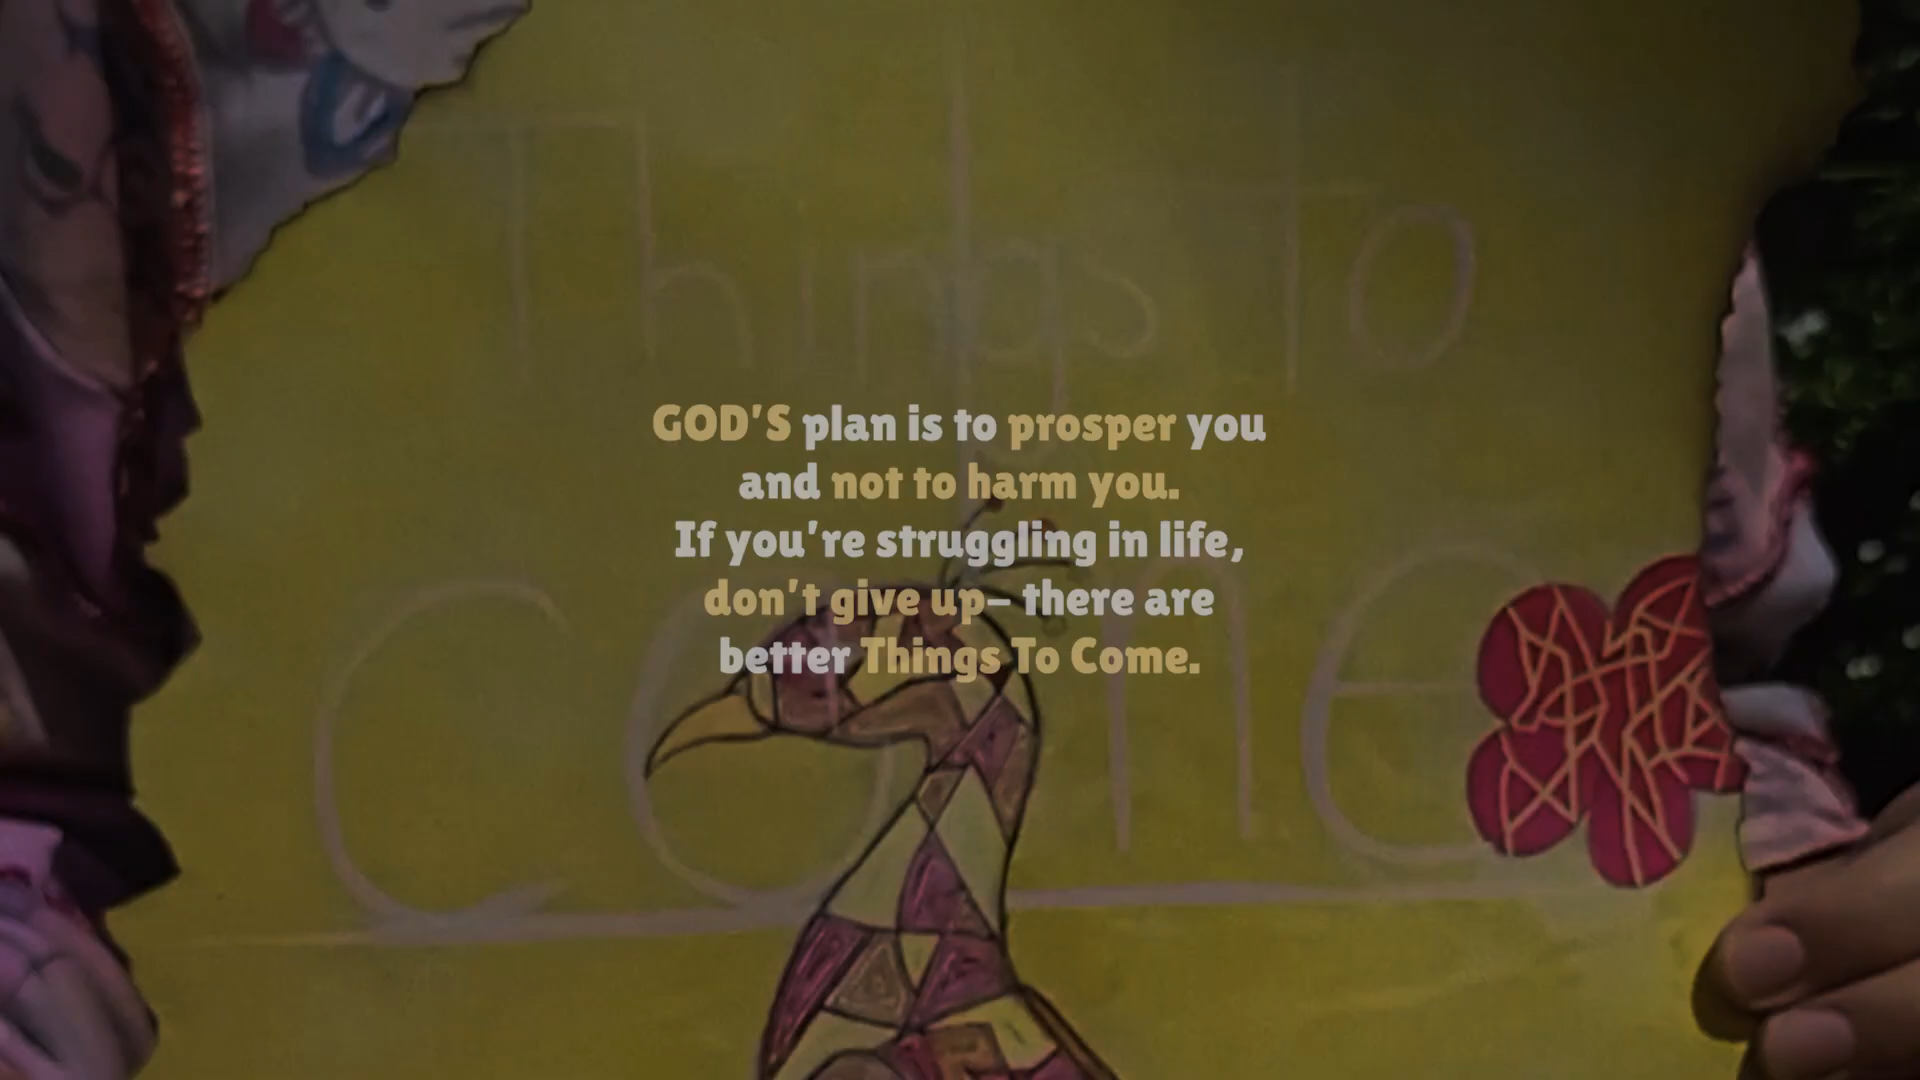 Things To
Come
GOD'S plan is to prosper you
and not to harm you.
If you're struggling in life,
don't give up– there are
better Things To Come.